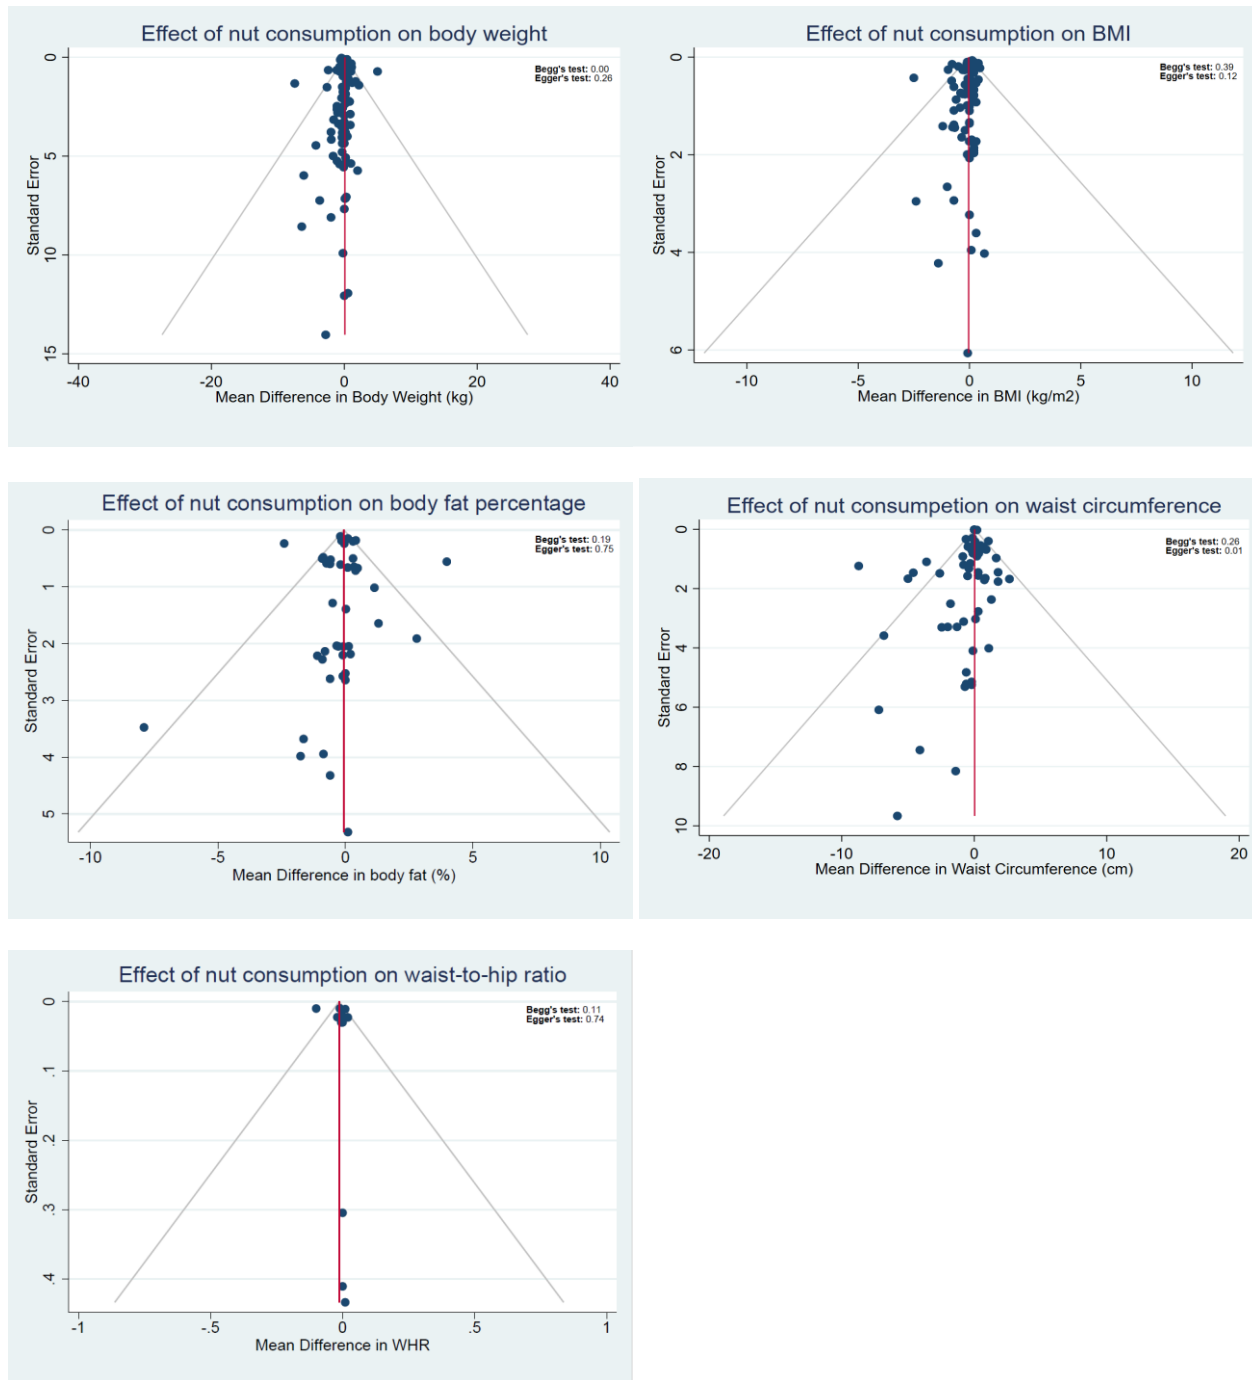 Effect of nut consumption on body weight
Begg's test: 0.00
Egger's test: 0.26
0
5
10
15
Standard Error
-40
-20
0
20
40
Mean Difference in Body Weight (kg)
Effect of nut consumption on BMI
Begg's test: 0.39
Egger's test: 0.12
0
2
4
6
Standard Error
-10
-5
0
5
10
Mean Difference in BMI (kg/m2)
Effect of nut consumption on body fat percentage
Begg's test: 0.19
Egger's test: 0.75
0
1
2
3
4
5
Standard Error
-10
-5
0
5
10
Mean Difference in body fat (%)
Effect of nut consumpetion on waist circumference
Begg's test: 0.26
Egger's test: 0.01
0
2
4
6
8
10
Standard Error
-20
-10
0
10
20
Mean Difference in Waist Circumference (cm)
Effect of nut consumption on waist-to-hip ratio
Begg's test: 0.11
Egger's test: 0.74
0
.1
.2
.3
.4
Standard Error
-1
-.5
0
.5
1
Mean Difference in WHR